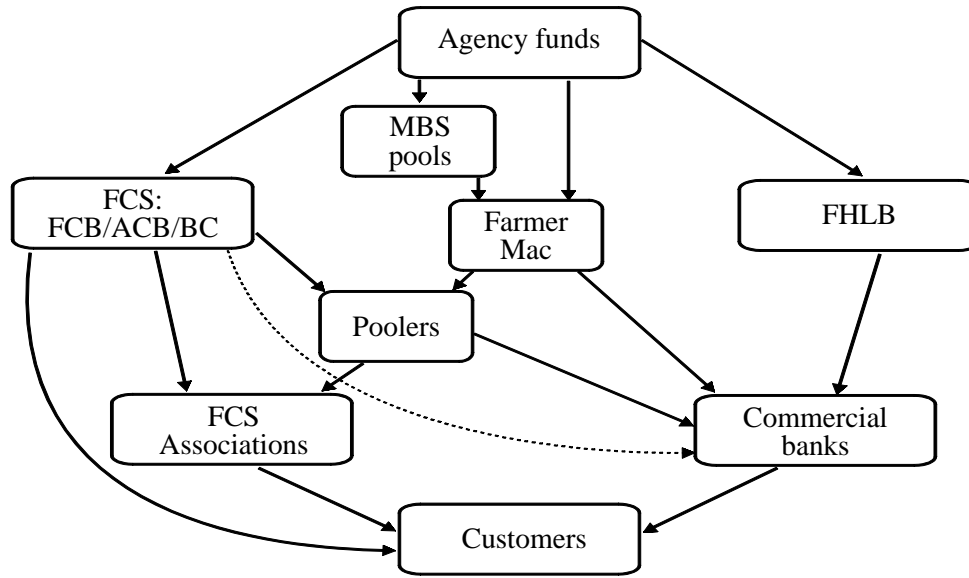 Agency funds
MBS
pools
FCS:
FCB/ACB/BC
Farmer
Mac
FHLB
Poolers
FCS
Associations
Commercial
banks
Customers